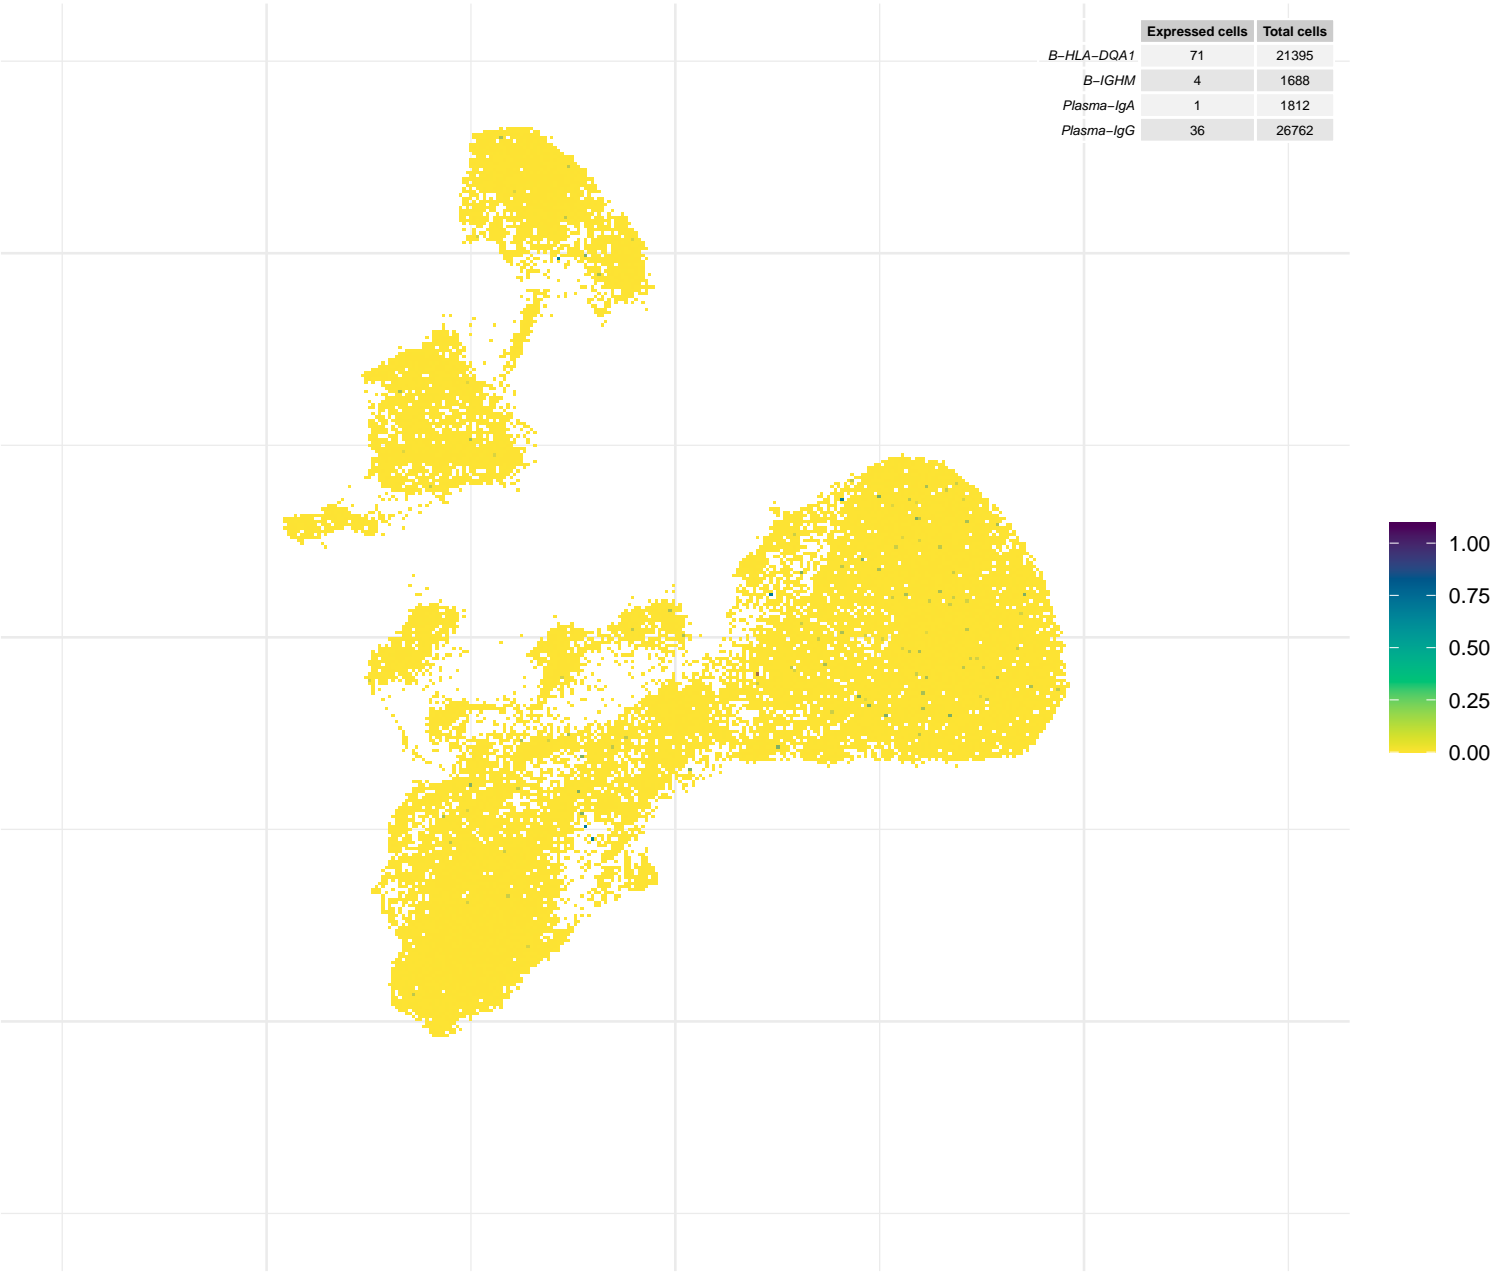 Expressed cells Total cells
B−HLA−DQA1 71 21395
B−IGHM 4 1688
Plasma−IgA 1 1812
Plasma−IgG 36 26762
1.00
0.75
0.50
0.25
0.00